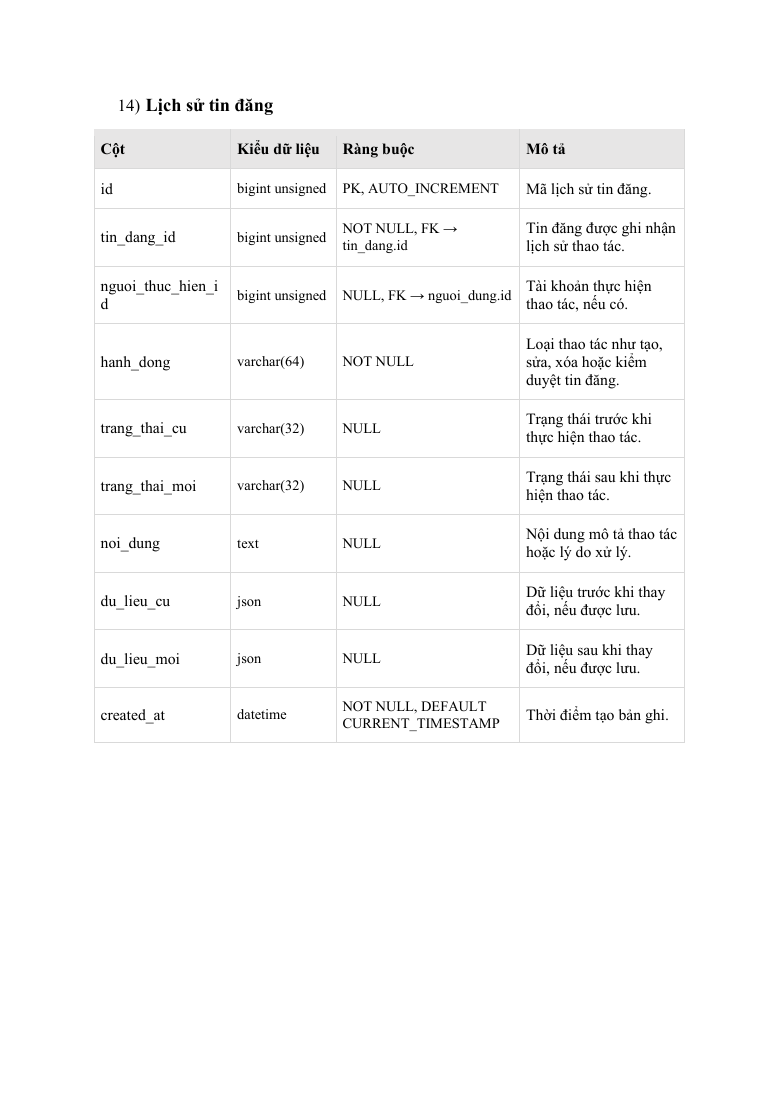 14) Lịch sử tin đăng
Cột Kiểu dữ liệu Ràng buộc Mô tả
id bigint unsigned PK, AUTO_INCREMENT Mã lịch sử tin đăng.
tin_dang_id bigint unsigned NOT NULL, FK → tin_dang.id Tin đăng được ghi nhận lịch sử thao tác.
nguoi_thuc_hien_id bigint unsigned NULL, FK → nguoi_dung.id Tài khoản thực hiện thao tác, nếu có.
hanh_dong varchar(64) NOT NULL Loại thao tác như tạo, sửa, xóa hoặc kiểm duyệt tin đăng.
trang_thai_cu varchar(32) NULL Trạng thái trước khi thực hiện thao tác.
trang_thai_moi varchar(32) NULL Trạng thái sau khi thực hiện thao tác.
noi_dung text NULL Nội dung mô tả thao tác hoặc lý do xử lý.
du_lieu_cu json NULL Dữ liệu trước khi thay đổi, nếu được lưu.
du_lieu_moi json NULL Dữ liệu sau khi thay đổi, nếu được lưu.
created_at datetime NOT NULL, DEFAULT CURRENT_TIMESTAMP Thời điểm tạo bản ghi.